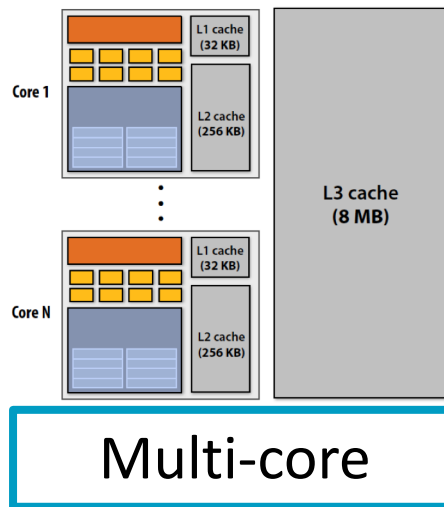 Core 1
L1 cache
(32 KB)
L2 cache
(256 KB)
L3 cache
(8 MB)
Core N
L1 cache
(32 KB)
L2 cache
(256 KB)
Multi-core